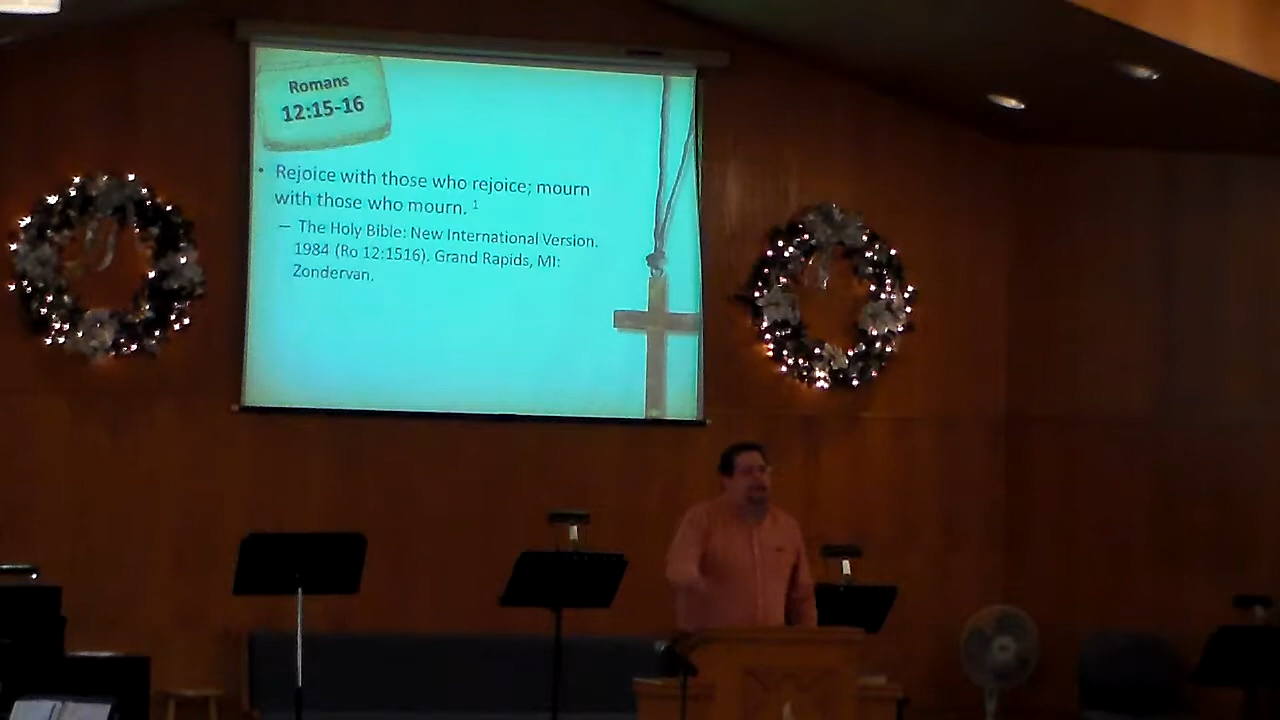 Romans
12:15-16
• Rejoice with those who rejoice; mourn
with those who mourn. 1
– The Holy Bible: New International Version.
1984 (Ro 12:1516). Grand Rapids, MI:
Zondervan.